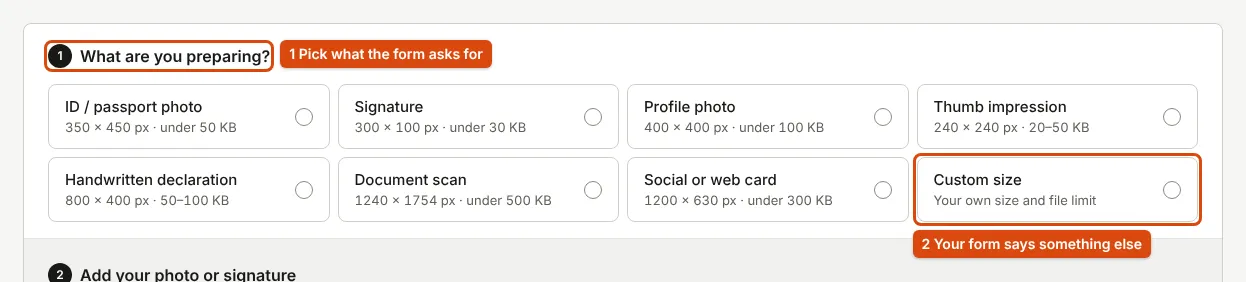 1 What are you preparing? 1 Pick what the form asks for
ID / passport photo
350 × 450 px · under 50 KB
Signature
300 × 100 px · under 30 KB
Profile photo
400 × 400 px · under 100 KB
Thumb impression
240 × 240 px · 20–50 KB
Handwritten declaration
800 × 400 px · 50–100 KB
Document scan
1240 × 1754 px · under 500 KB
Social or web card
1200 × 630 px · under 300 KB
Custom size
Your own size and file limit
2 Your form says something else
2 Add your photo or signature